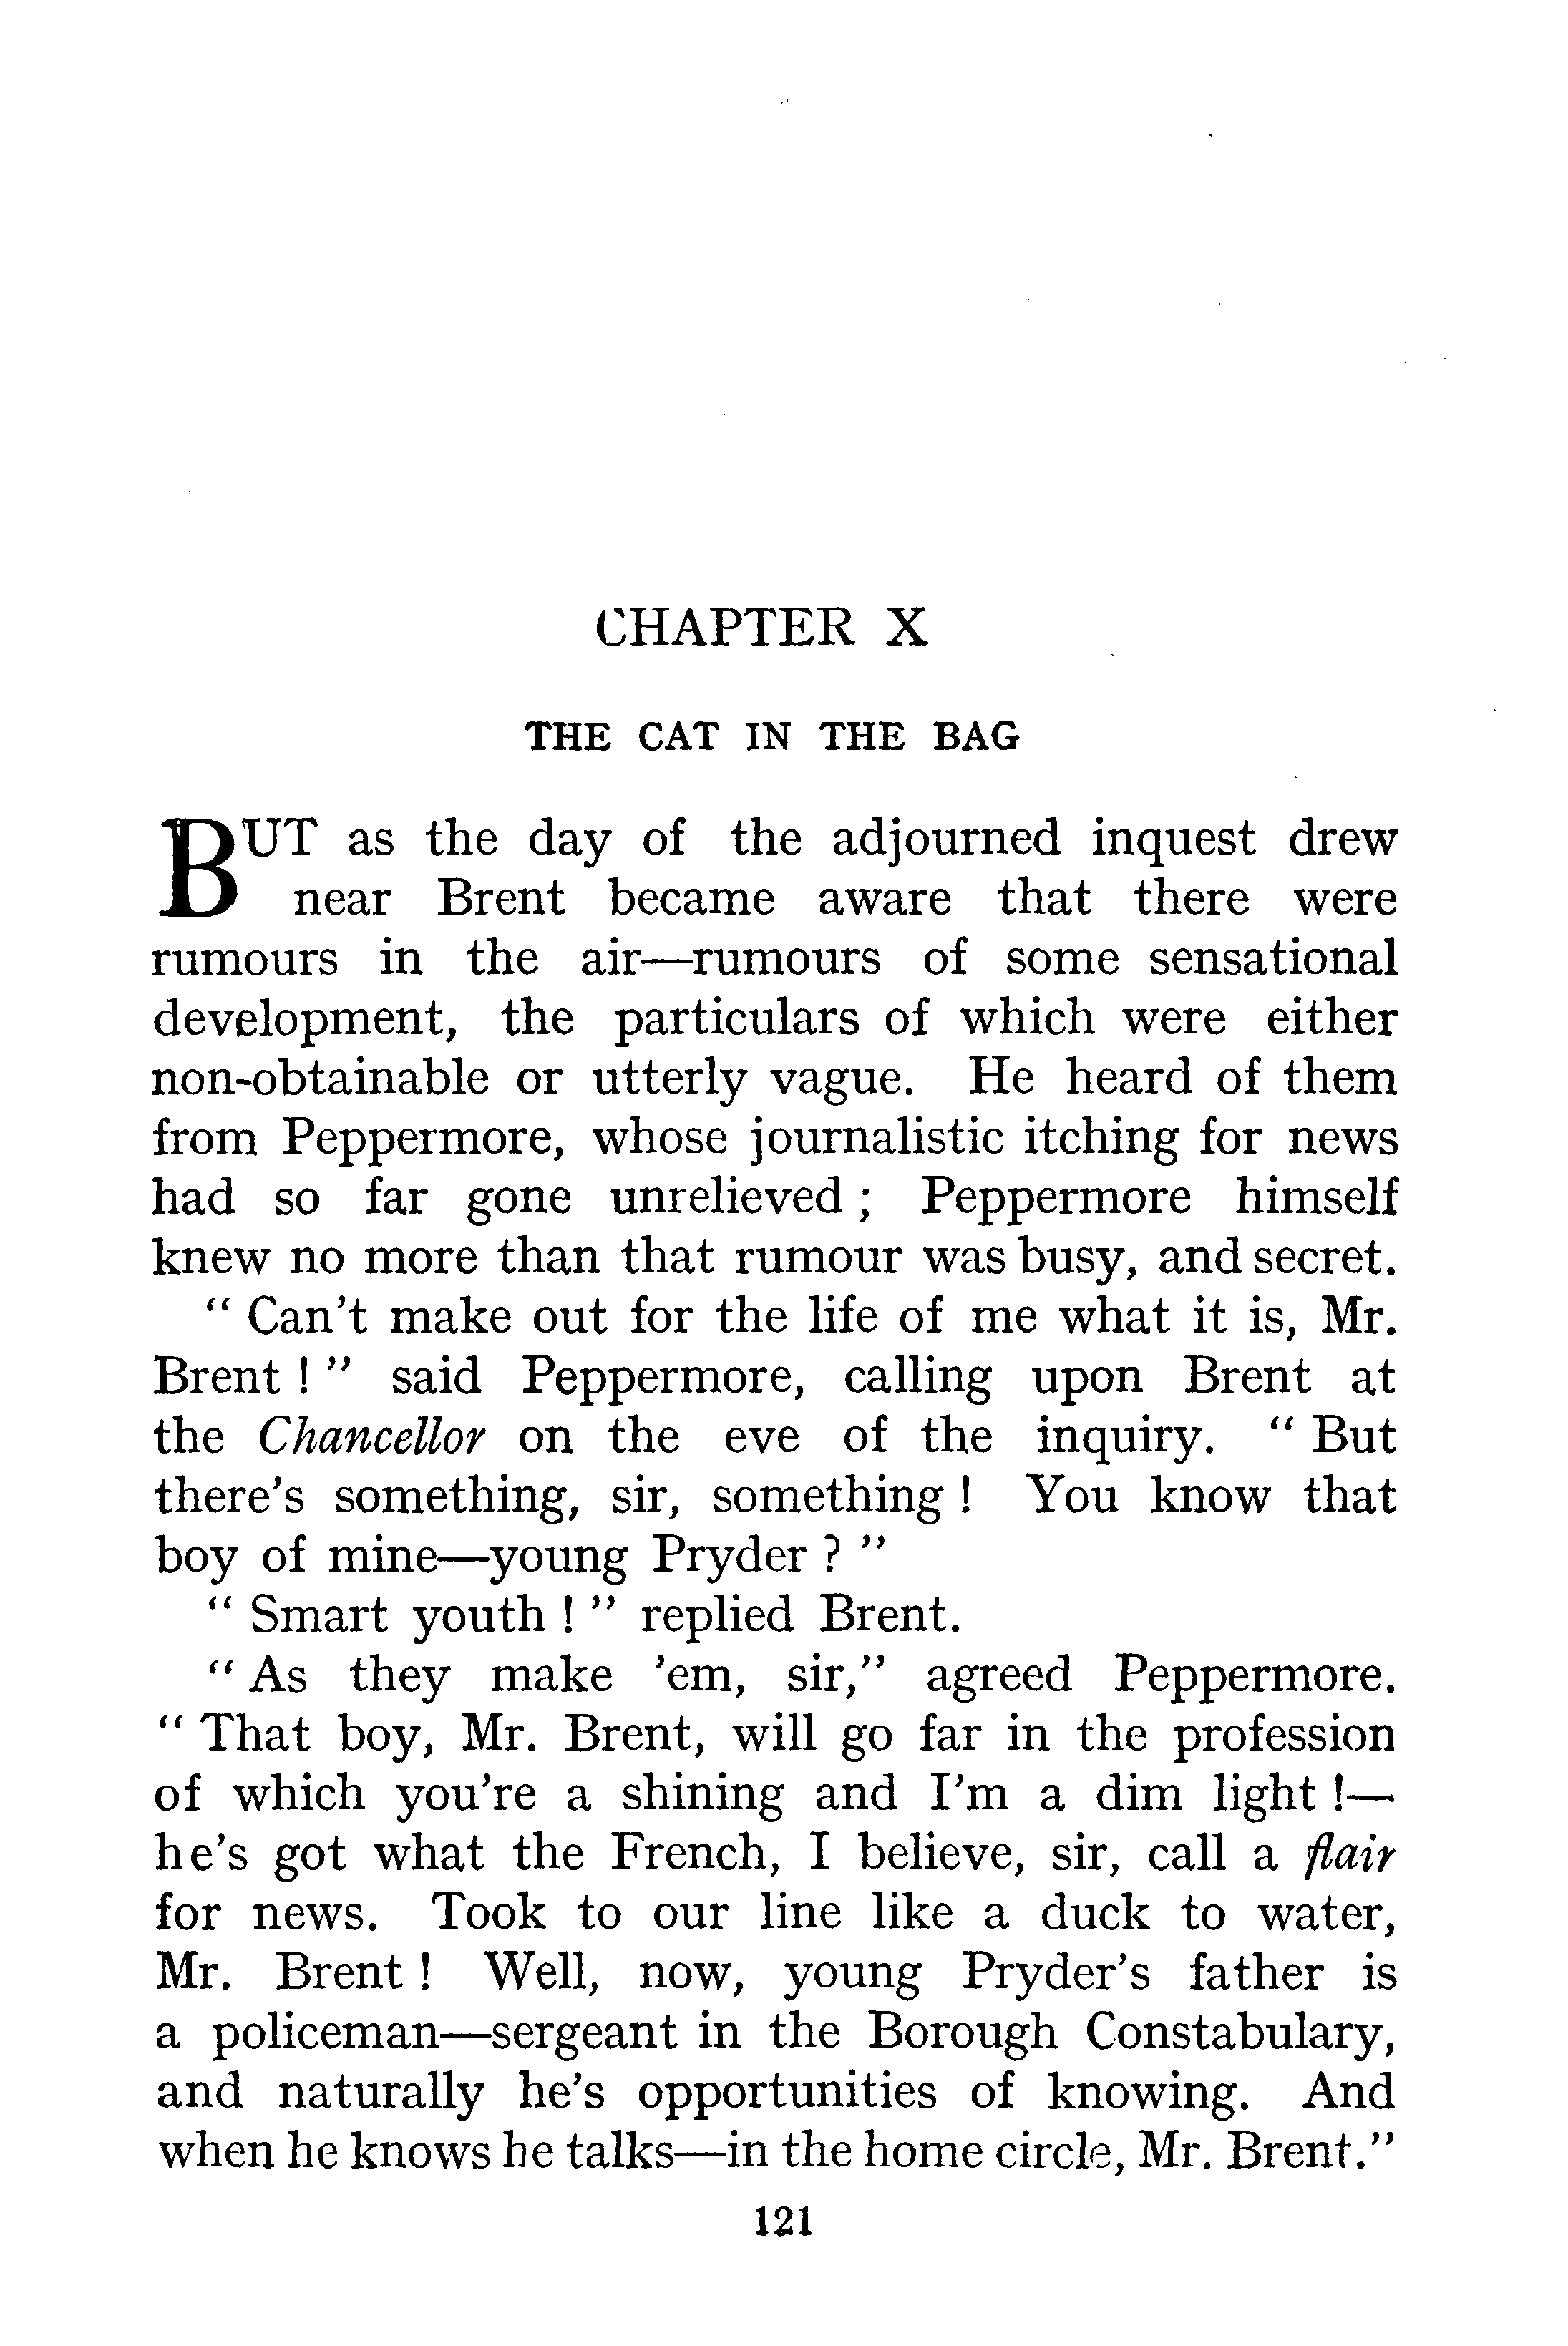 CHAPTER X
THE CAT IN THE BAG
BUT as the day of the adjourned inquest drew
near Brent became aware that there were
rumours in the air—rumours of some sensational
development, the particulars of which were either
non-obtainable or utterly vague. He heard of them
from Peppermore, whose journalistic itching for news
had so far gone unrelieved ; Peppermore himself
knew no more than that rumour was busy, and secret.
“ Can't make out for the life of me what it is, Mr.
Brent ! ” said Peppermore, calling upon Brent at
the Chancellor on the eve of the inquiry. “ But
there's something, sir, something ! You know that
boy of mine—young Pryder ? ”
“ Smart youth ! ” replied Brent.
“ As they make 'em, sir,” agreed Peppermore.
“ That boy, Mr. Brent, will go far in the profession
of which you're a shining and I'm a dim light !—
he's got what the French, I believe, sir, call a flair
for news. Took to our line like a duck to water,
Mr. Brent ! Well, now, young Pryder's father is
a policeman—sergeant in the Borough Constabulary,
and naturally he's opportunities of knowing. And
when he knows he talks—in the home circle, Mr. Brent.”
121